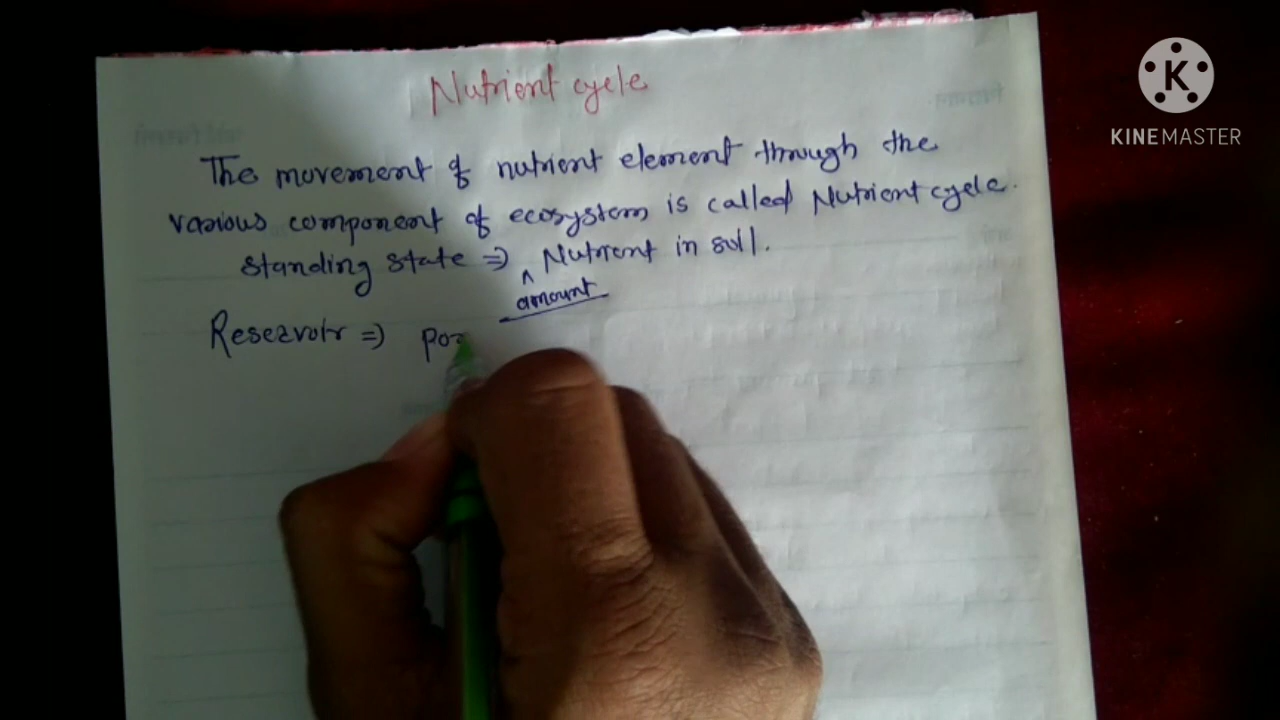 Nutrient cycle
The movement of nutrient element through the
various component of ecosystem is called Nutrient cycle.
standing state => ^ Nutrient in soil.
amount
Reservoir => por
K
KINEMASTER